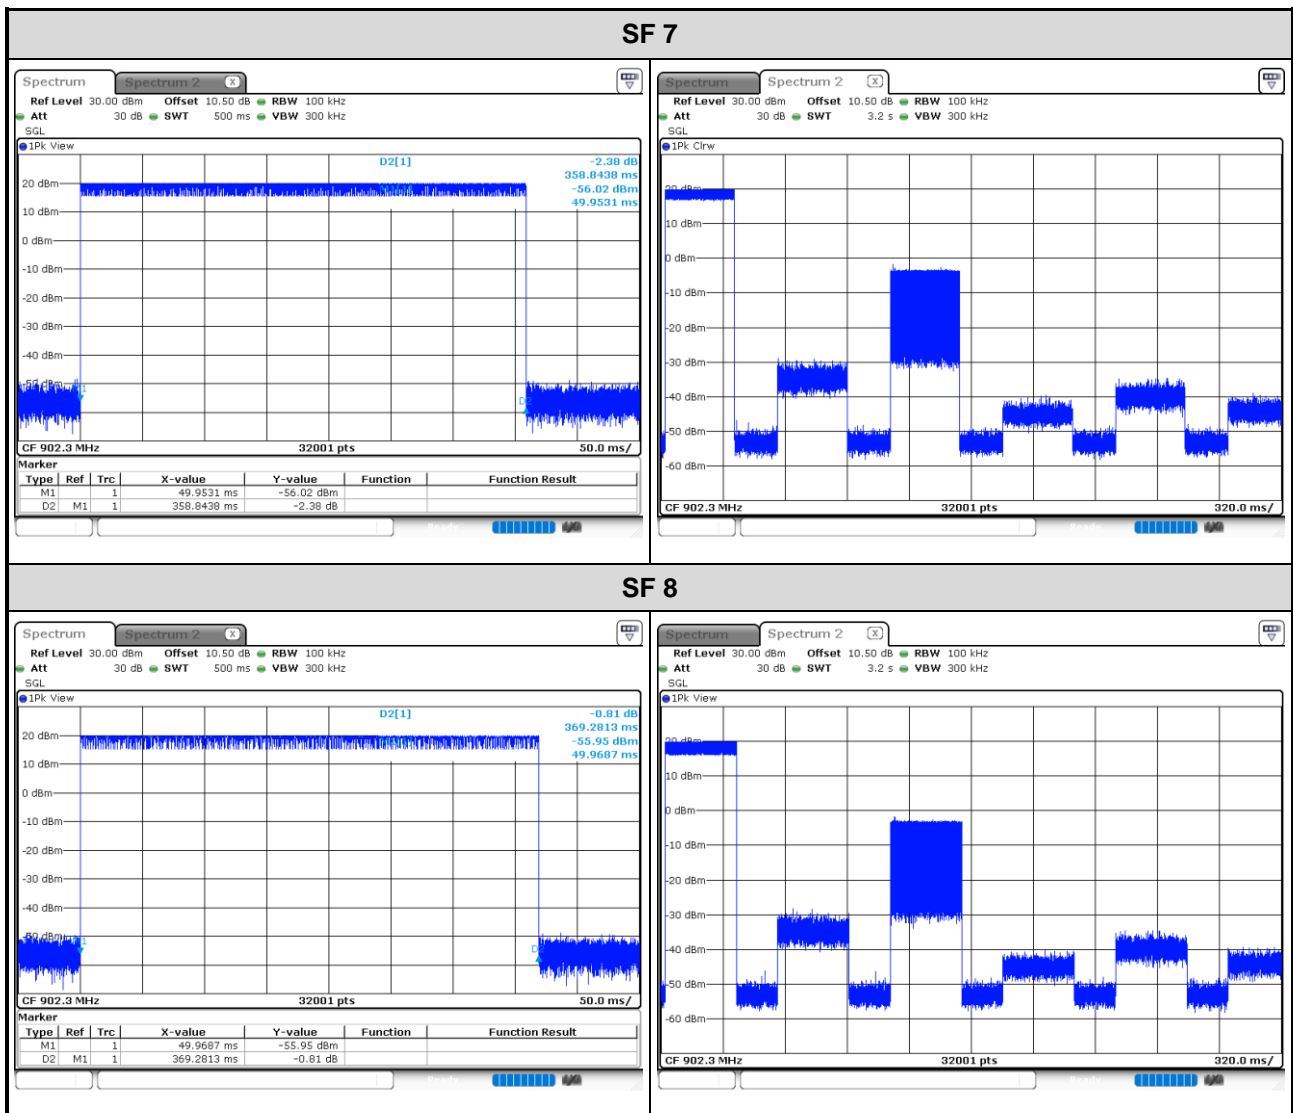 SF 7
Spectrum Spectrum 2 X
Ref Level 30.00 dBm Offset 10.50 dB RBW 100 kHz
Att 30 dB SWT 500 ms VBW 300 kHz
SGL
1Pk View
D2[1] -2.38 dB
358.8438 ms
-56.02 dBm
49.9531 ms
20 dBm
10 dBm
0 dBm
-10 dBm
-20 dBm
-30 dBm
-40 dBm
CF 902.3 MHz 32001 pts 50.0 ms/
Marker
Type Ref Trc X-value Y-value Function Function Result
M1 1 49.9531 ms -56.02 dBm
D2 M1 1 358.8438 ms -2.38 dB
Spectrum Spectrum 2 X
Ref Level 30.00 dBm Offset 10.50 dB RBW 100 kHz
Att 30 dB SWT 3.2 s VBW 300 kHz
SGL
1Pk Clrw
20 dBm
10 dBm
0 dBm
-10 dBm
-20 dBm
-30 dBm
-40 dBm
-50 dBm
-60 dBm
CF 902.3 MHz 32001 pts 320.0 ms/
SF 8
Spectrum Spectrum 2 X
Ref Level 30.00 dBm Offset 10.50 dB RBW 100 kHz
Att 30 dB SWT 500 ms VBW 300 kHz
SGL
1Pk View
D2[1] -0.81 dB
369.2813 ms
-55.95 dBm
49.9687 ms
20 dBm
10 dBm
0 dBm
-10 dBm
-20 dBm
-30 dBm
-40 dBm
-50 dBm
CF 902.3 MHz 32001 pts 50.0 ms/
Marker
Type Ref Trc X-value Y-value Function Function Result
M1 1 49.9687 ms -55.95 dBm
D2 M1 1 369.2813 ms -0.81 dB
Spectrum Spectrum 2 X
Ref Level 30.00 dBm Offset 10.50 dB RBW 100 kHz
Att 30 dB SWT 3.2 s VBW 300 kHz
SGL
1Pk View
20 dBm
10 dBm
0 dBm
-10 dBm
-20 dBm
-30 dBm
-40 dBm
-50 dBm
-60 dBm
CF 902.3 MHz 32001 pts 320.0 ms/